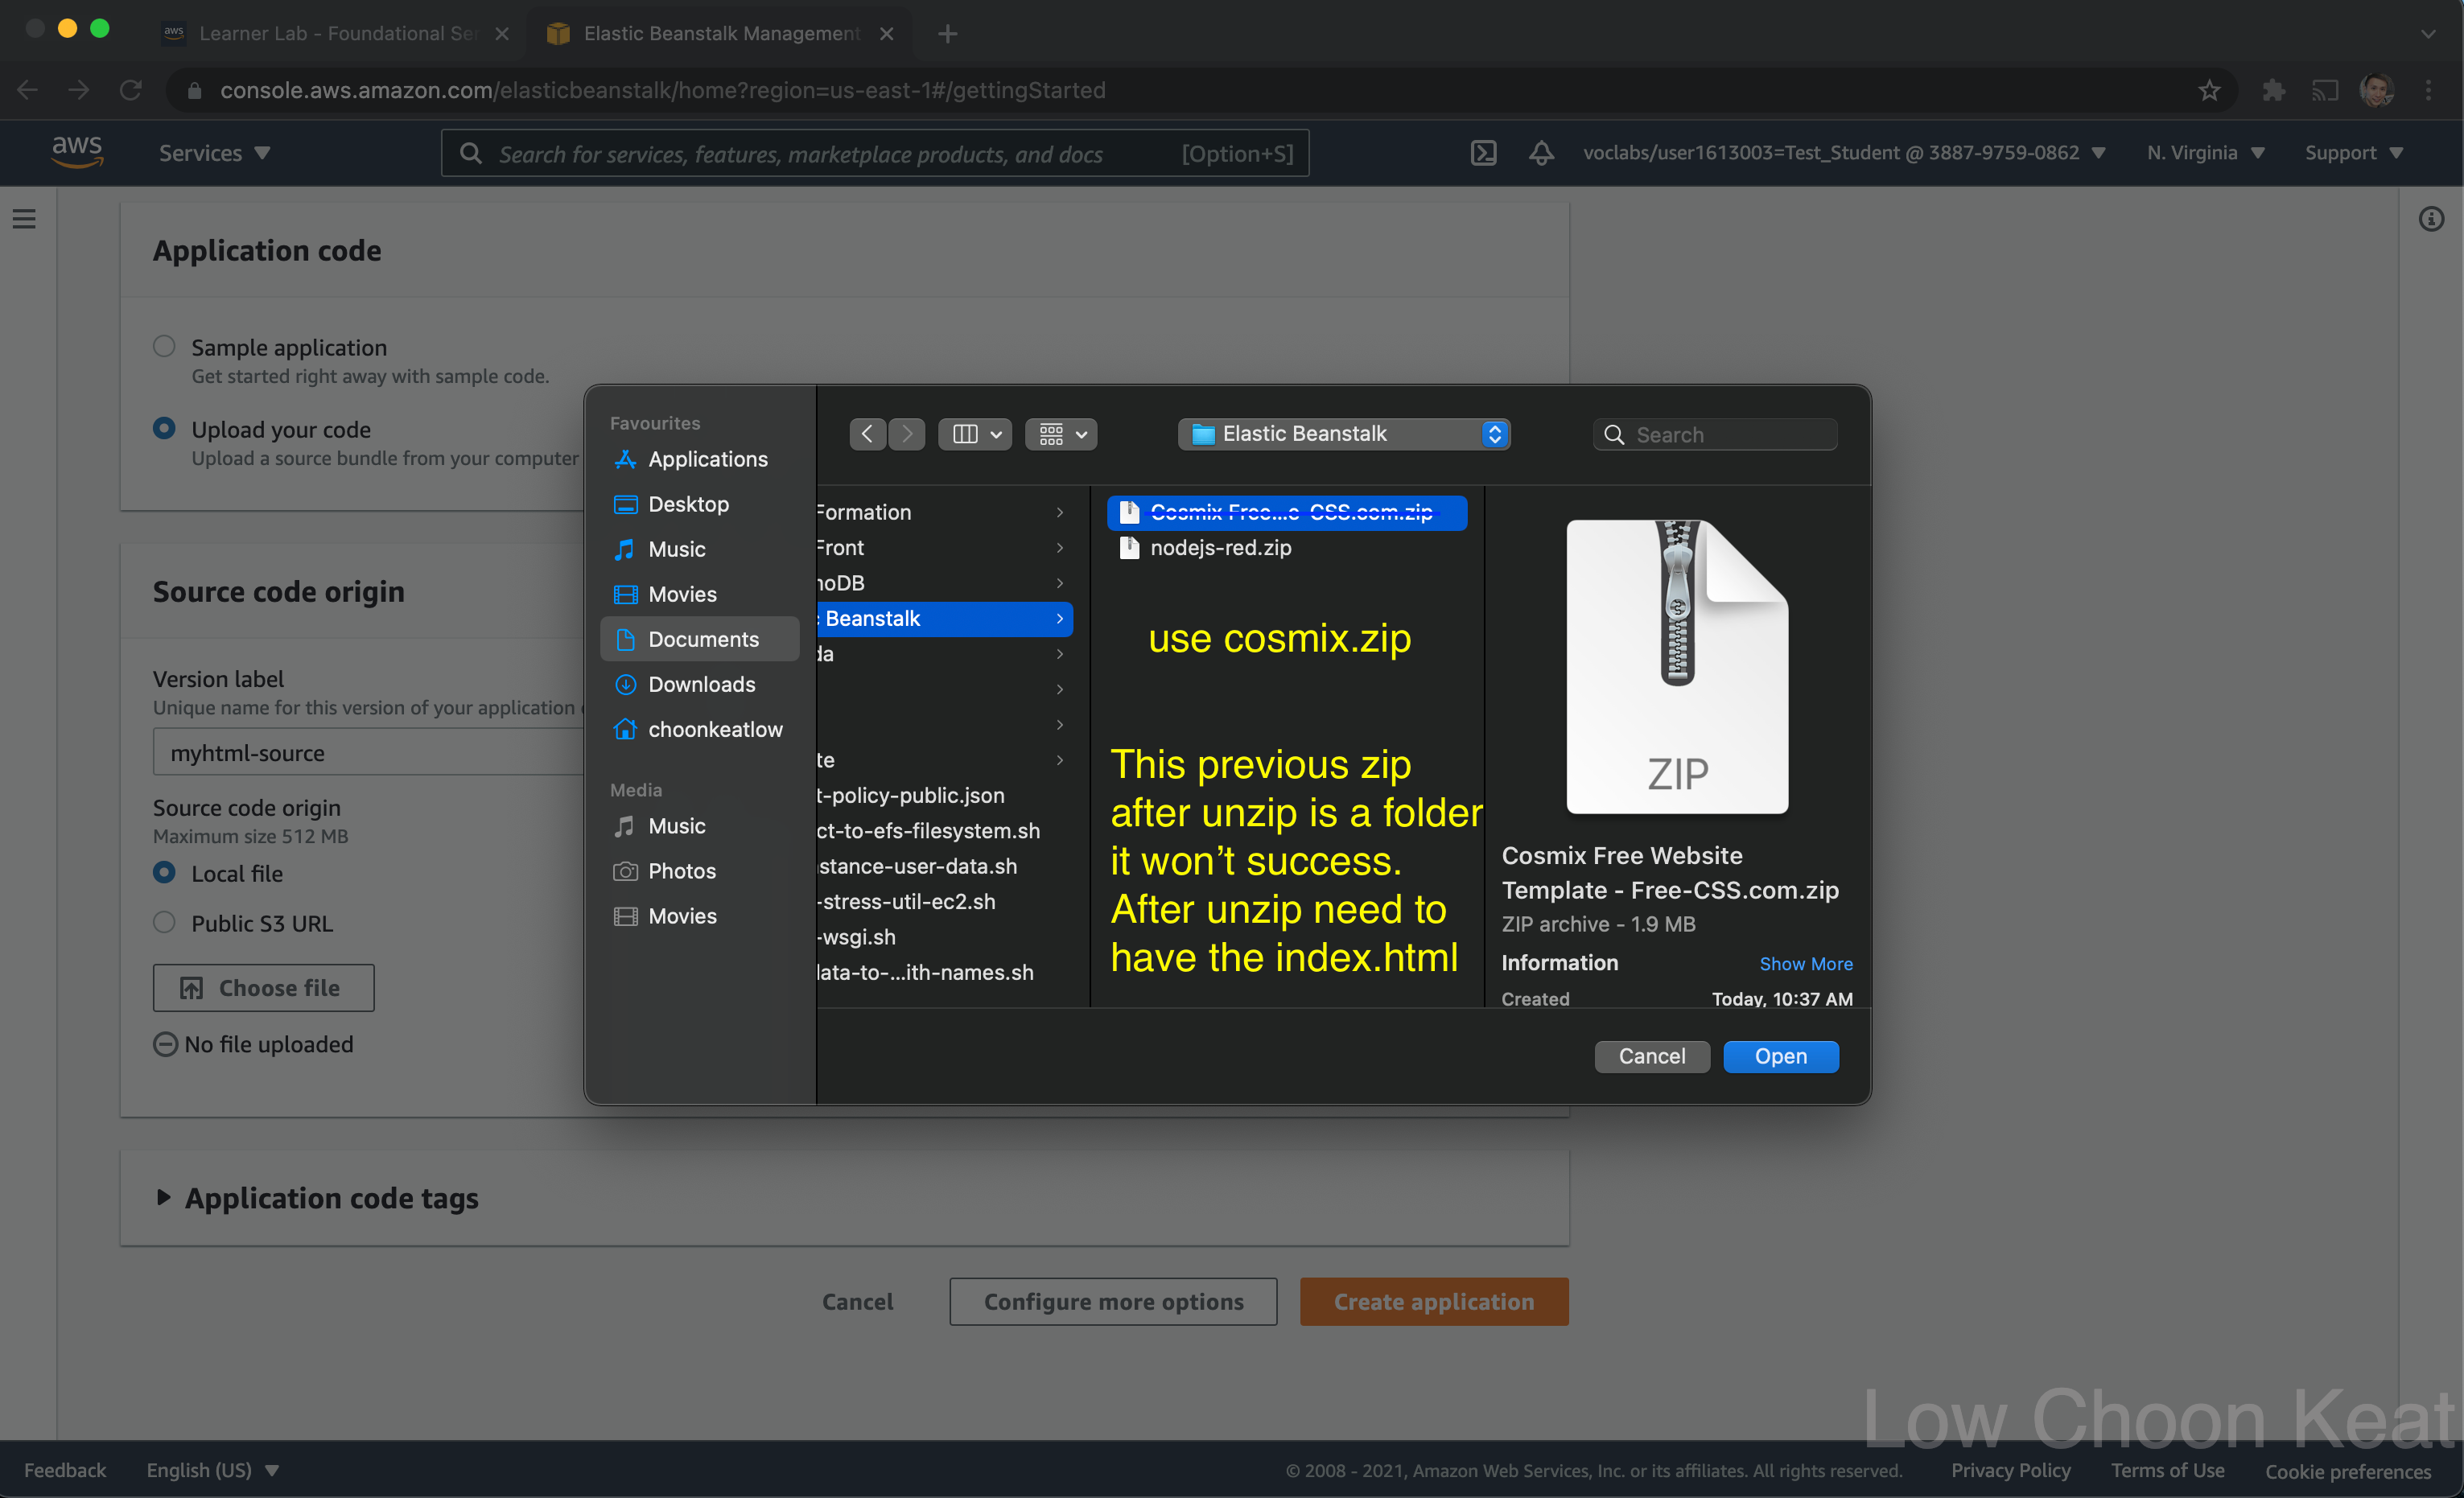 Learner Lab - Foundational Ser
Elastic Beanstalk Management
console.aws.amazon.com/elasticbeanstalk/home?region=us-east-1#/gettingStarted
aws
Services
Search for services, features, marketplace products, and docs
[Option+S]
voclabs/user1613003=Test_Student @ 3887-9759-0862
N. Virginia
Support
Application code
Sample application
Get started right away with sample code.
Upload your code
Upload a source bundle from your computer
Source code origin
Version label
Unique name for this version of your application
myhtml-source
Source code origin
Maximum size 512 MB
Local file
Public S3 URL
Choose file
No file uploaded
Application code tags
Cancel
Configure more options
Create application
Favourites
Applications
Desktop
Music
Movies
Documents
Downloads
choonkeatlow
Media
Music
Photos
Movies
Elastic Beanstalk
Search
Formation
Front
noDB
Beanstalk
da
te
t-policy-public.json
ct-to-efs-filesystem.sh
stance-user-data.sh
-stress-util-ec2.sh
-wsgi.sh
lata-to-...ith-names.sh
Cosmix Free...e-CSS.com.zip
nodejs-red.zip
use cosmix.zip
This previous zip
after unzip is a folder
it won't success.
After unzip need to
have the index.html
ZIP
Cosmix Free Website
Template - Free-CSS.com.zip
ZIP archive - 1.9 MB
Information
Show More
Created
Today, 10:37 AM
Cancel
Open
Low Choon Keat
Feedback
English (US)
© 2008 - 2021, Amazon Web Services, Inc. or its affiliates. All rights reserved.
Privacy Policy
Terms of Use
Cookie preferences